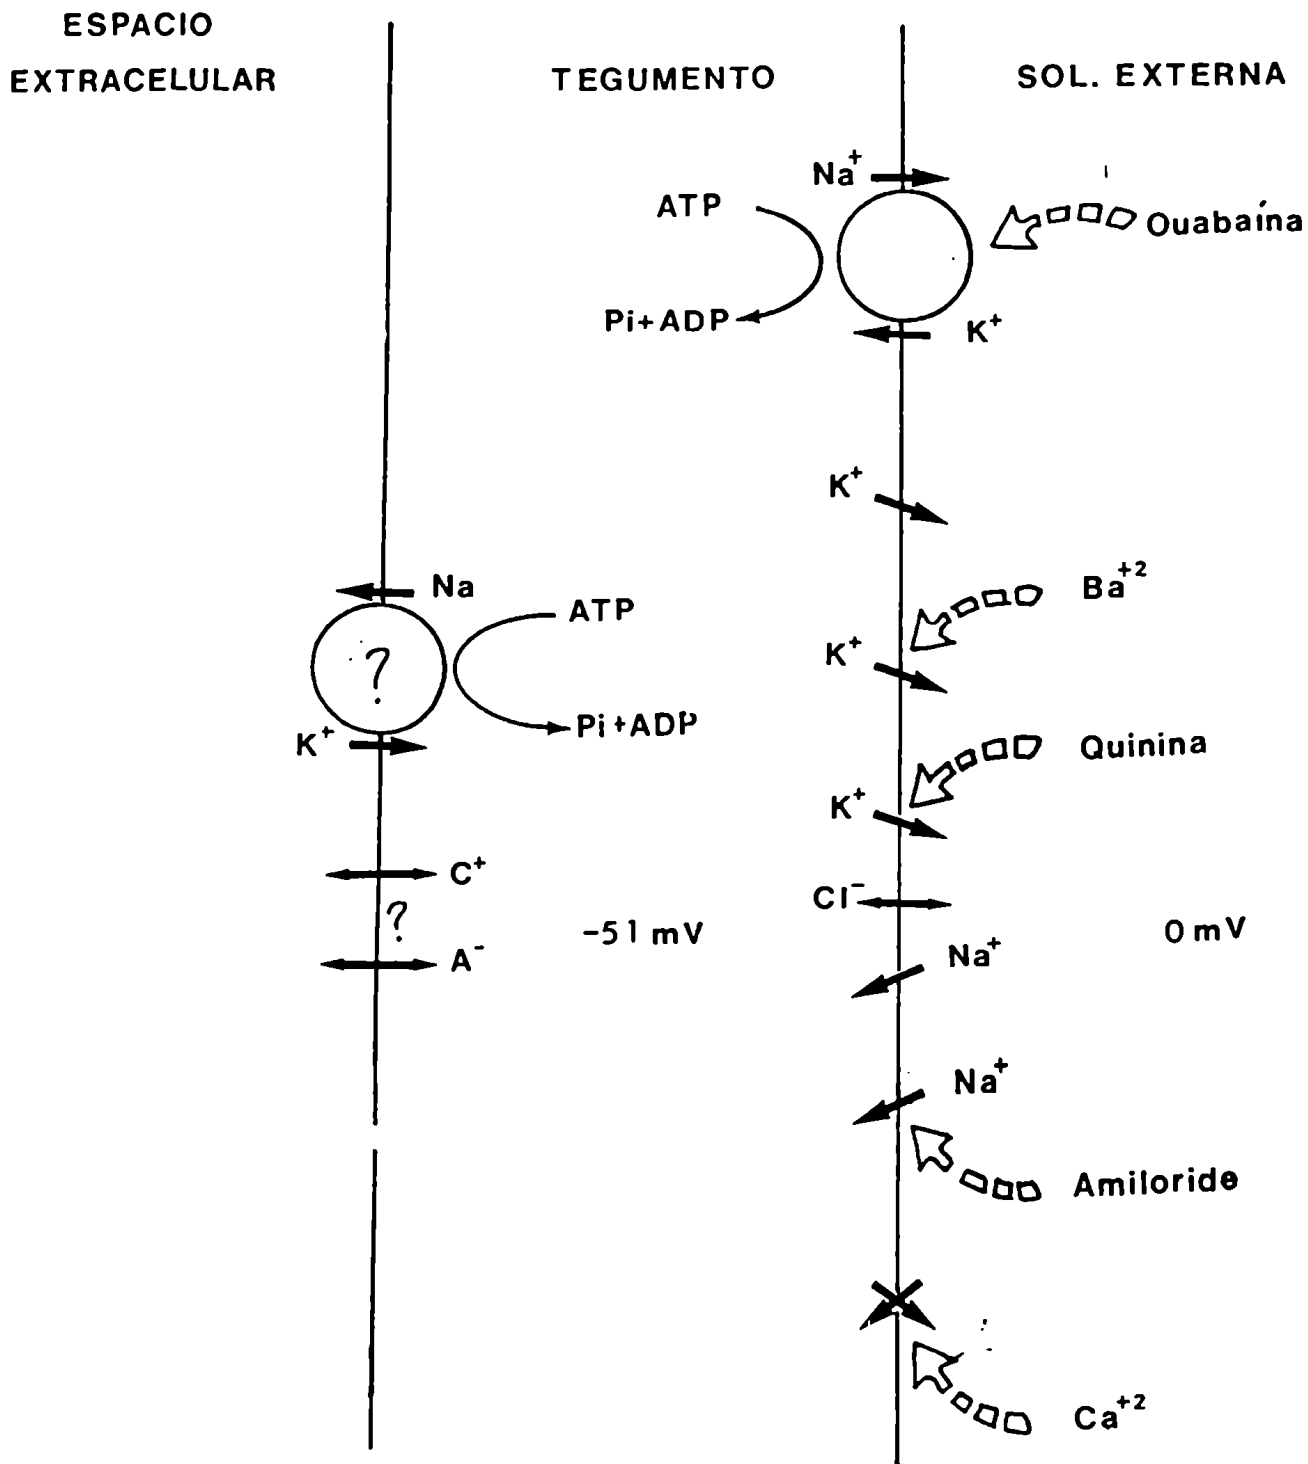 ESPACIO
EXTRACELULAR
TEGUMENTO
SOL. EXTERNA
Na⁺
ATP
Ouabaína
Pi+ADP
K⁺
K⁺
Ba⁺²
Na
ATP
?
K⁺
Pi+ADP
K⁺
Quinina
K⁺
C⁺
Cl⁻
?
-51 mV
0 mV
A⁻
Na⁺
Na⁺
Amiloride
Ca⁺²